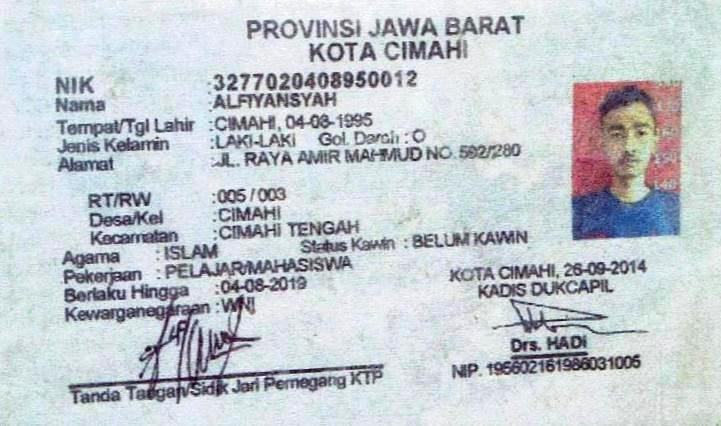 PROVINSI JAWA BARAT
KOTA CIMAHI
NIK :3277020408950012
Nama :ALFIYANSYAH
Tempat/Tgl Lahir :CIMAHI, 04-08-1995
Jenis Kelamin :LAKI-LAKI Gol. Darah : O
Alamat :JL. RAYA AMIR MAHMUD NO. 592/280
RT/RW :005 / 003
Desa/Kel :CIMAHI
Kecamatan :CIMAHI TENGAH
Agama : ISLAM Status Kawin : BELUM KAWIN
Pekerjaan : PELAJAR/MAHASISWA
Berlaku Hingga :04-08-2019
Kewarganegaraan : WNI
KOTA CIMAHI, 26-09-2014
KADIS DUKCAPIL
Drs. HADI
NIP. 195602161986031005
Tanda Tangan/Sidik Jari Pemegang KTP